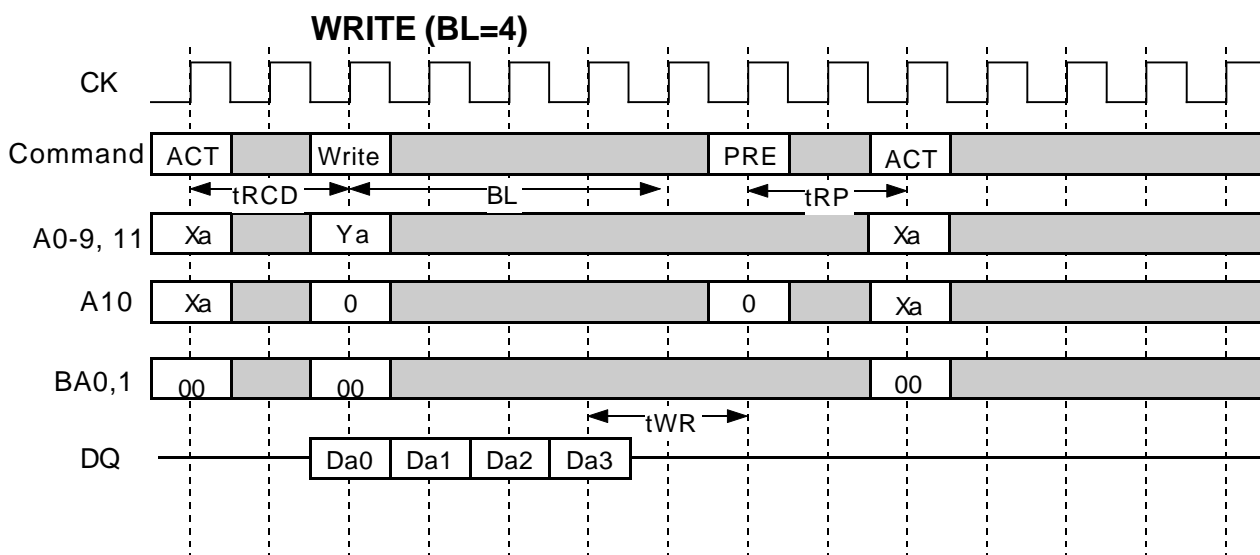 WRITE (BL=4)
CK
Command ACT Write PRE ACT
tRCD BL tRP
A0-9, 11 Xa Ya Xa
A10 Xa 0 0 Xa
BA0,1 00 00 00
tWR
DQ Da0 Da1 Da2 Da3